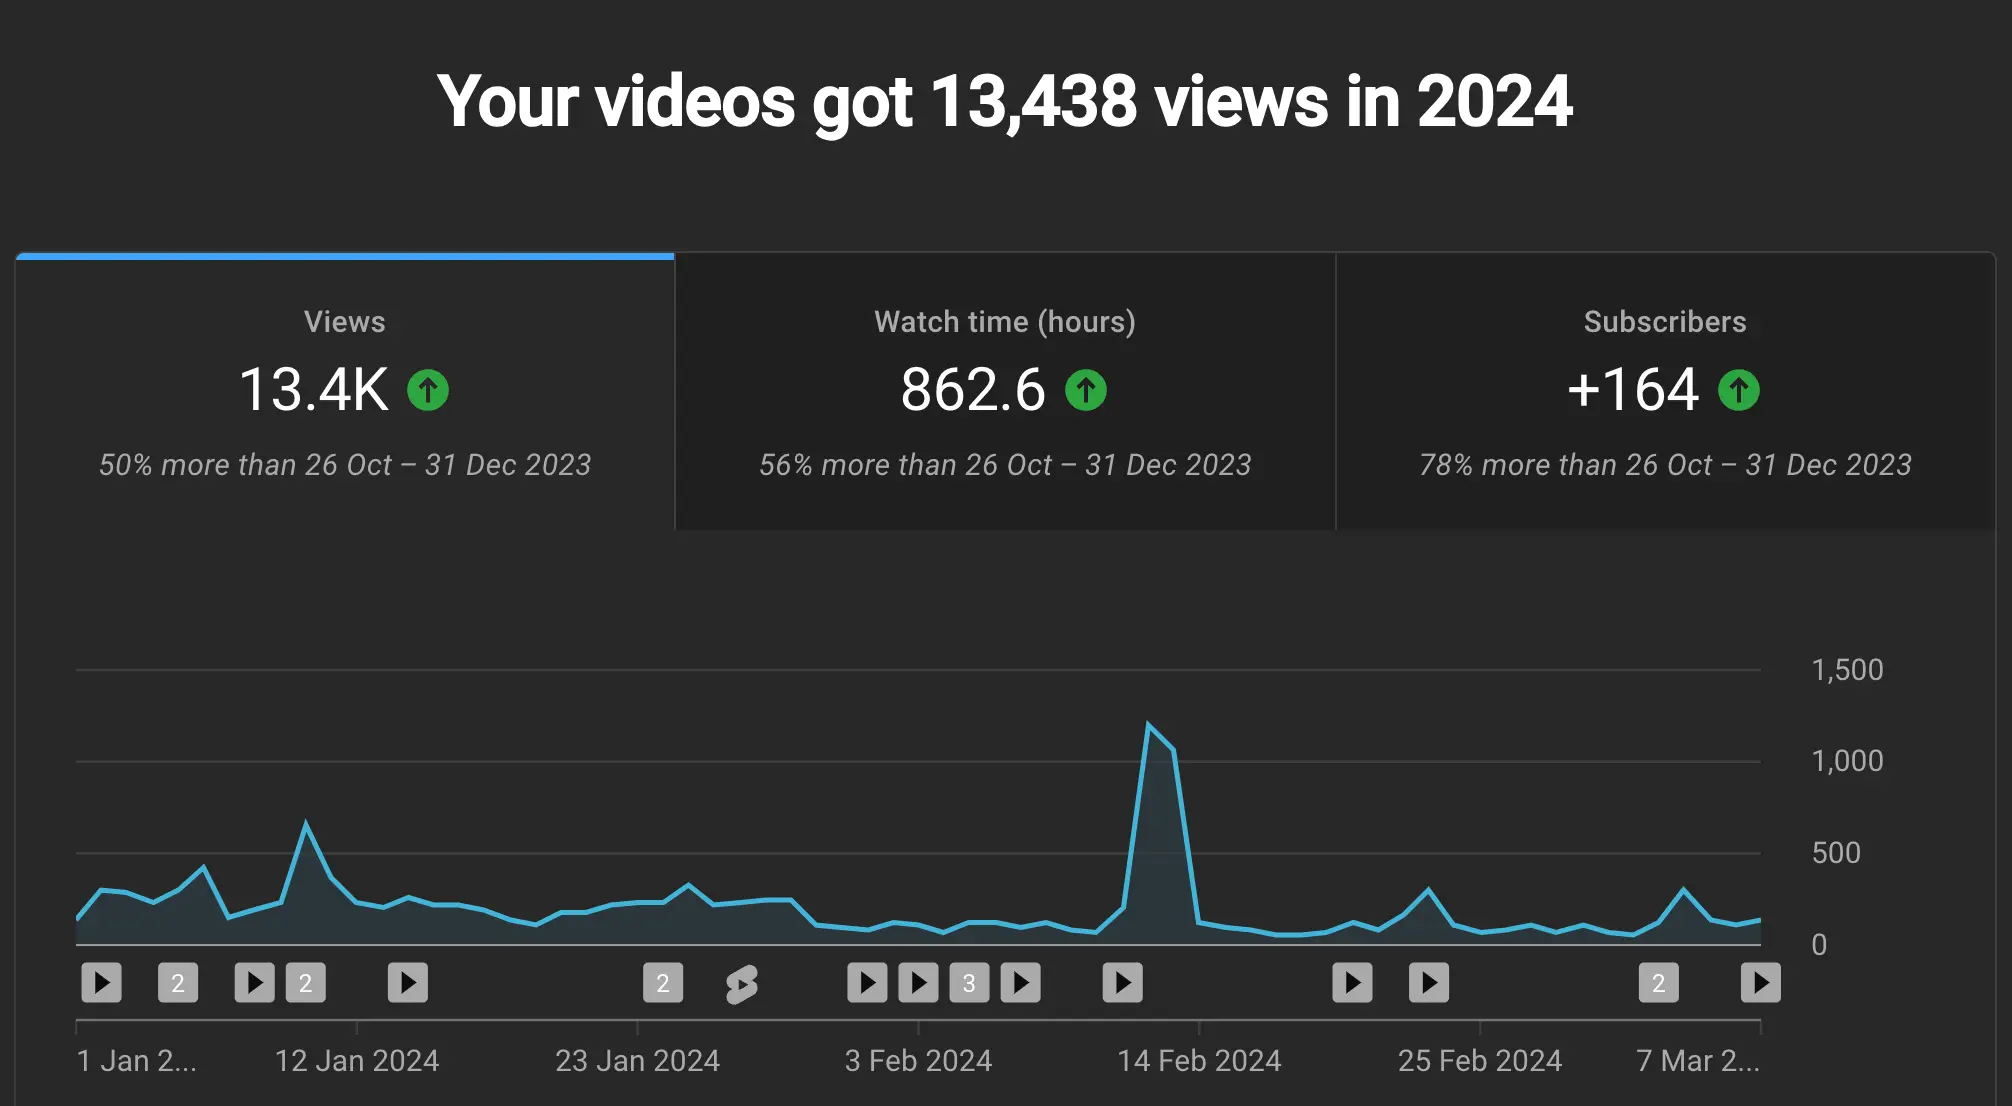 Your videos got 13,438 views in 2024
Views
13.4K
50% more than 26 Oct – 31 Dec 2023
Watch time (hours)
862.6
56% more than 26 Oct – 31 Dec 2023
Subscribers
+164
78% more than 26 Oct – 31 Dec 2023
1,500
1,000
500
0
2 2 2 3 2
1 Jan 2... 12 Jan 2024 23 Jan 2024 3 Feb 2024 14 Feb 2024 25 Feb 2024 7 Mar 2...